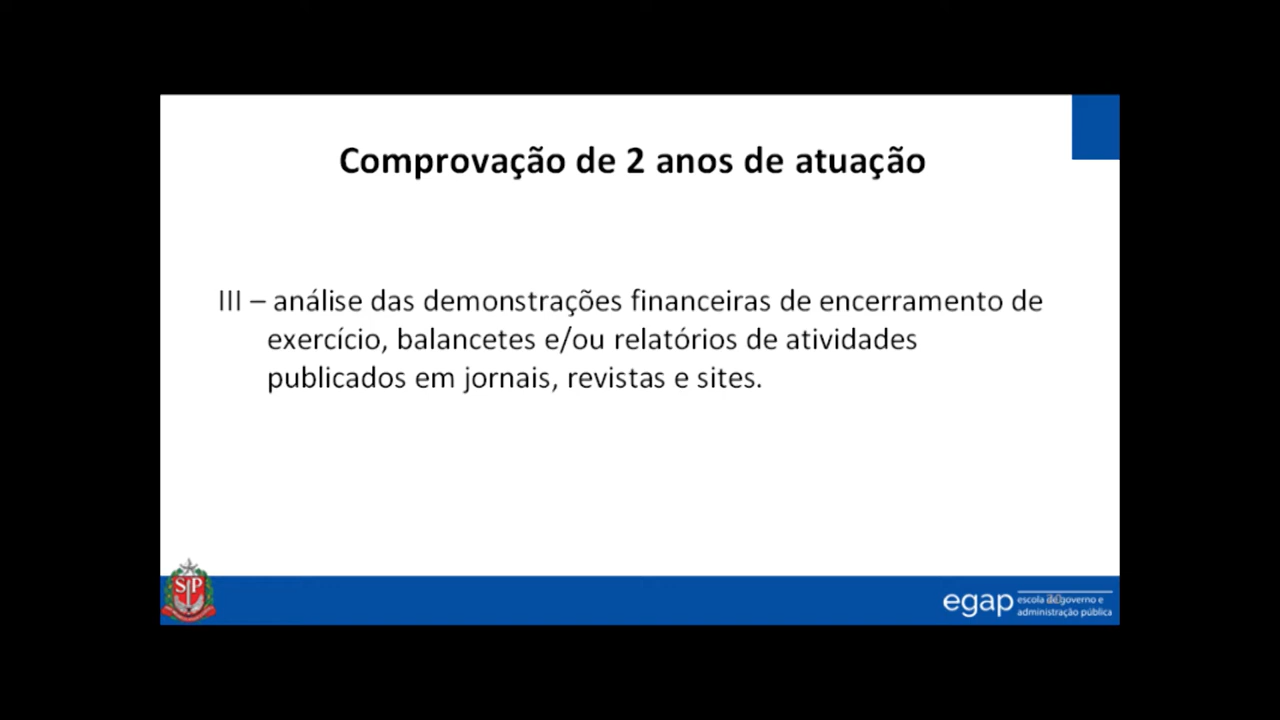 Comprovação de 2 anos de atuação
III – análise das demonstrações financeiras de encerramento de
exercício, balancetes e/ou relatórios de atividades
publicados em jornais, revistas e sites.
SP
egap
escola de governo e
administração pública